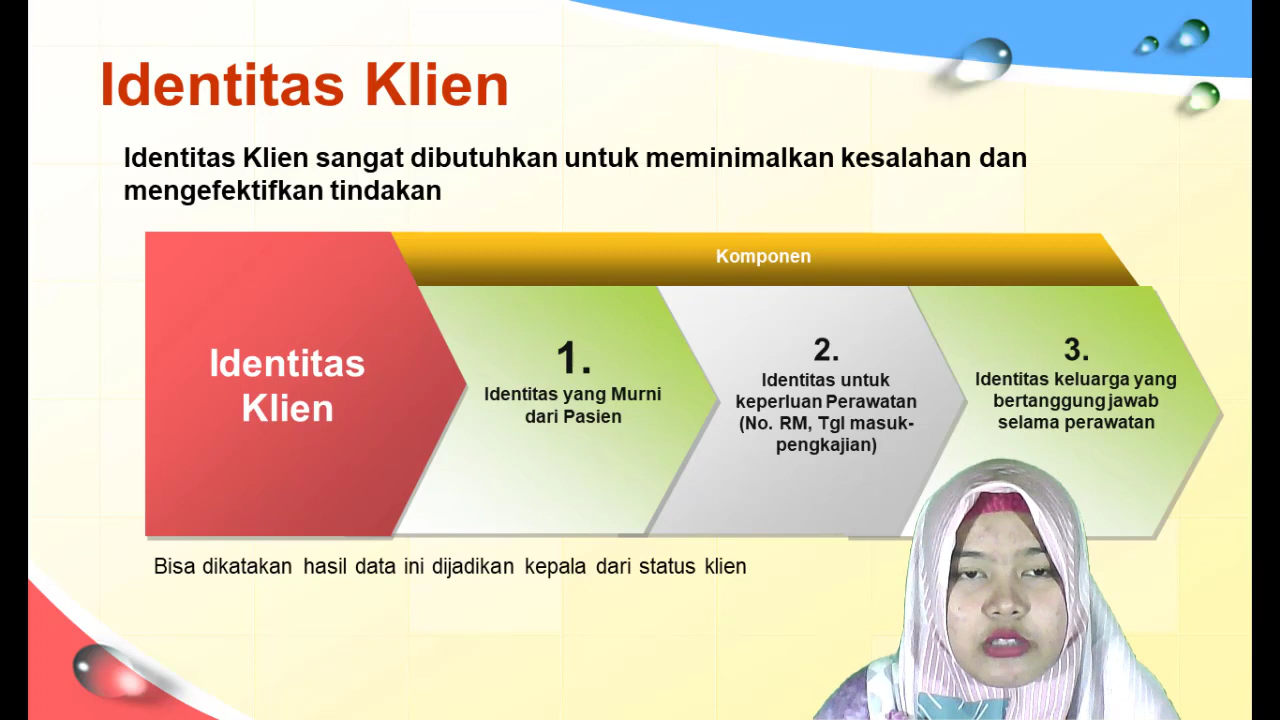 Identitas Klien
Identitas Klien sangat dibutuhkan untuk meminimalkan kesalahan dan
mengefektifkan tindakan
Komponen
Identitas
Klien
1.
Identitas yang Murni
dari Pasien
2.
Identitas untuk
keperluan Perawatan
(No. RM, Tgl masuk-
pengkajian)
3.
Identitas keluarga yang
bertanggung jawab
selama perawatan
Bisa dikatakan hasil data ini dijadikan kepala dari status klien